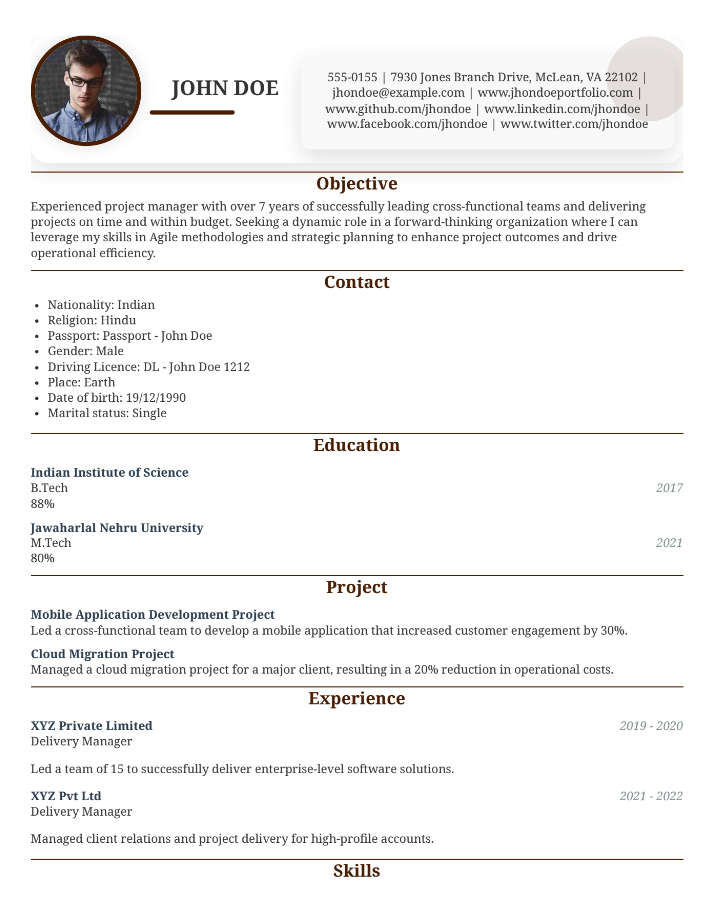 JOHN DOE
555-0155 | 7930 Jones Branch Drive, McLean, VA 22102 |
jhondoe@example.com | www.jhondoeportfolio.com |
www.github.com/jhondoe | www.linkedin.com/jhondoe |
www.facebook.com/jhondoe | www.twitter.com/jhondoe
Objective
Experienced project manager with over 7 years of successfully leading cross-functional teams and delivering
projects on time and within budget. Seeking a dynamic role in a forward-thinking organization where I can
leverage my skills in Agile methodologies and strategic planning to enhance project outcomes and drive
operational efficiency.
Contact
• Nationality: Indian
• Religion: Hindu
• Passport: Passport - John Doe
• Gender: Male
• Driving Licence: DL - John Doe 1212
• Place: Earth
• Date of birth: 19/12/1990
• Marital status: Single
Education
Indian Institute of Science
B.Tech 2017
88%
Jawaharlal Nehru University
M.Tech 2021
80%
Project
Mobile Application Development Project
Led a cross-functional team to develop a mobile application that increased customer engagement by 30%.
Cloud Migration Project
Managed a cloud migration project for a major client, resulting in a 20% reduction in operational costs.
Experience
XYZ Private Limited 2019 - 2020
Delivery Manager
Led a team of 15 to successfully deliver enterprise-level software solutions.
XYZ Pvt Ltd 2021 - 2022
Delivery Manager
Managed client relations and project delivery for high-profile accounts.
Skills